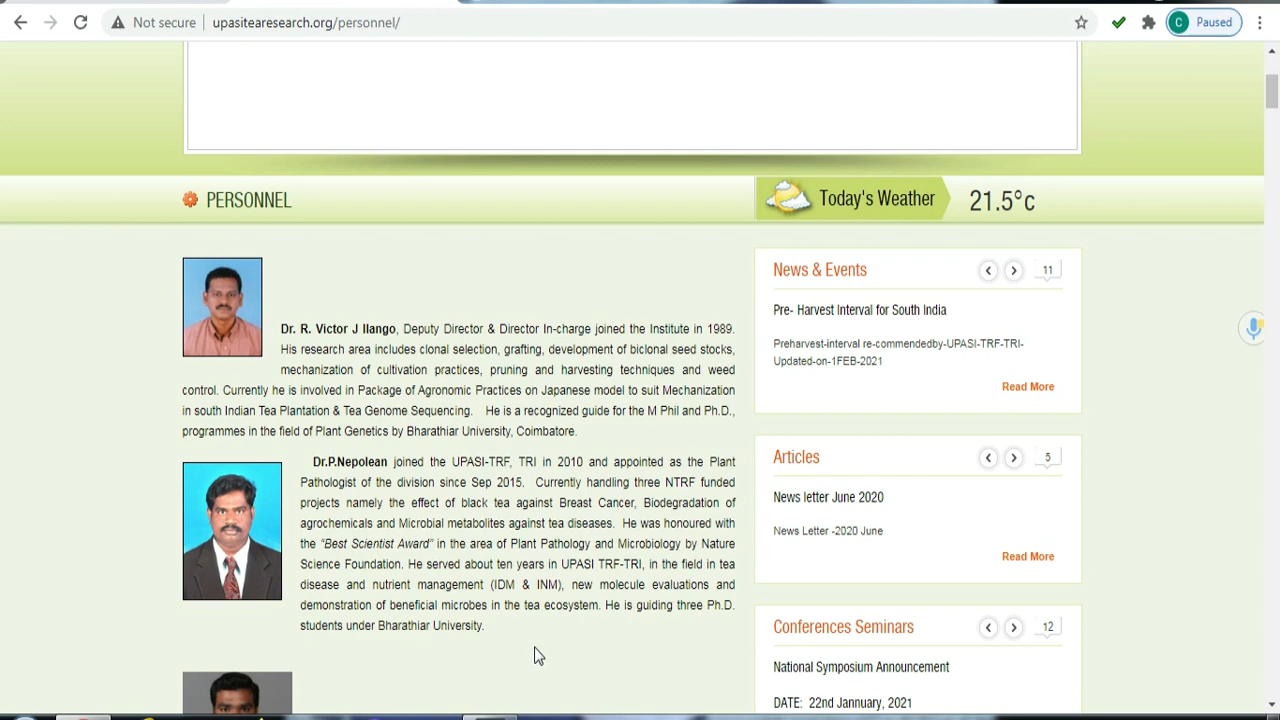 Not secure
upasitearesearch.org/personnel/
C
Paused
PERSONNEL
Today's Weather
21.5°c
Dr. R. Victor J Ilango, Deputy Director & Director In-charge joined the Institute in 1989.
His research area includes clonal selection, grafting, development of biclonal seed stocks,
mechanization of cultivation practices, pruning and harvesting techniques and weed
control. Currently he is involved in Package of Agronomic Practices on Japanese model to suit Mechanization
in south Indian Tea Plantation & Tea Genome Sequencing. He is a recognized guide for the M Phil and Ph.D.,
programmes in the field of Plant Genetics by Bharathiar University, Coimbatore.
Dr.P.Nepolean joined the UPASI-TRF, TRI in 2010 and appointed as the Plant
Pathologist of the division since Sep 2015. Currently handling three NTRF funded
projects namely the effect of black tea against Breast Cancer, Biodegradation of
agrochemicals and Microbial metabolites against tea diseases. He was honoured with
the "Best Scientist Award" in the area of Plant Pathology and Microbiology by Nature
Science Foundation. He served about ten years in UPASI TRF-TRI, in the field in tea
disease and nutrient management (IDM & INM), new molecule evaluations and
demonstration of beneficial microbes in the tea ecosystem. He is guiding three Ph.D.
students under Bharathiar University.
News & Events
11
Pre- Harvest Interval for South India
Preharvest-interval re-commendedby-UPASI-TRF-TRI-
Updated-on-1FEB-2021
Read More
Articles
5
News letter June 2020
News Letter -2020 June
Read More
Conferences Seminars
12
National Symposium Announcement
DATE: 22nd Jannuary, 2021